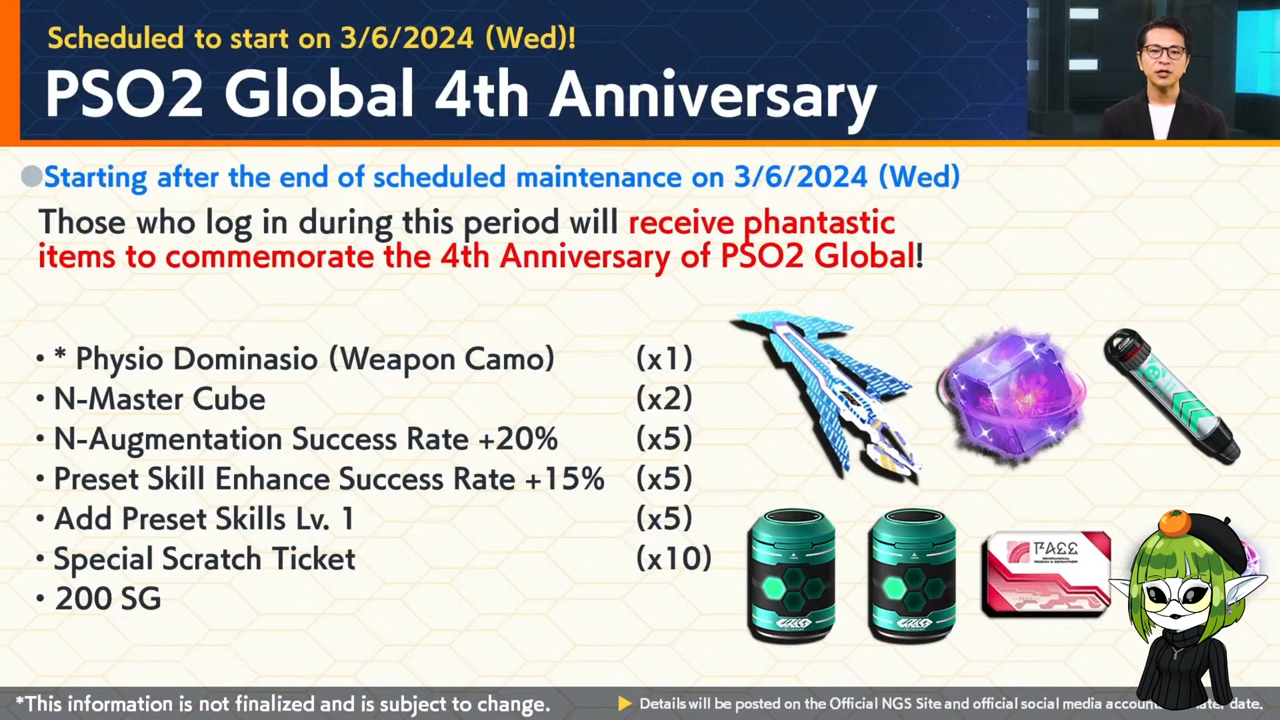 Scheduled to start on 3/6/2024 (Wed)!
PSO2 Global 4th Anniversary
Starting after the end of scheduled maintenance on 3/6/2024 (Wed)
Those who log in during this period will receive phantastic
items to commemorate the 4th Anniversary of PSO2 Global!
• * Physio Dominasio (Weapon Camo) (x1)
• N-Master Cube (x2)
• N-Augmentation Success Rate +20% (x5)
• Preset Skill Enhance Success Rate +15% (x5)
• Add Preset Skills Lv. 1 (x5)
• Special Scratch Ticket (x10)
• 200 SG
*This information is not finalized and is subject to change.
▶ Details will be posted on the Official NGS Site and official social media later date.